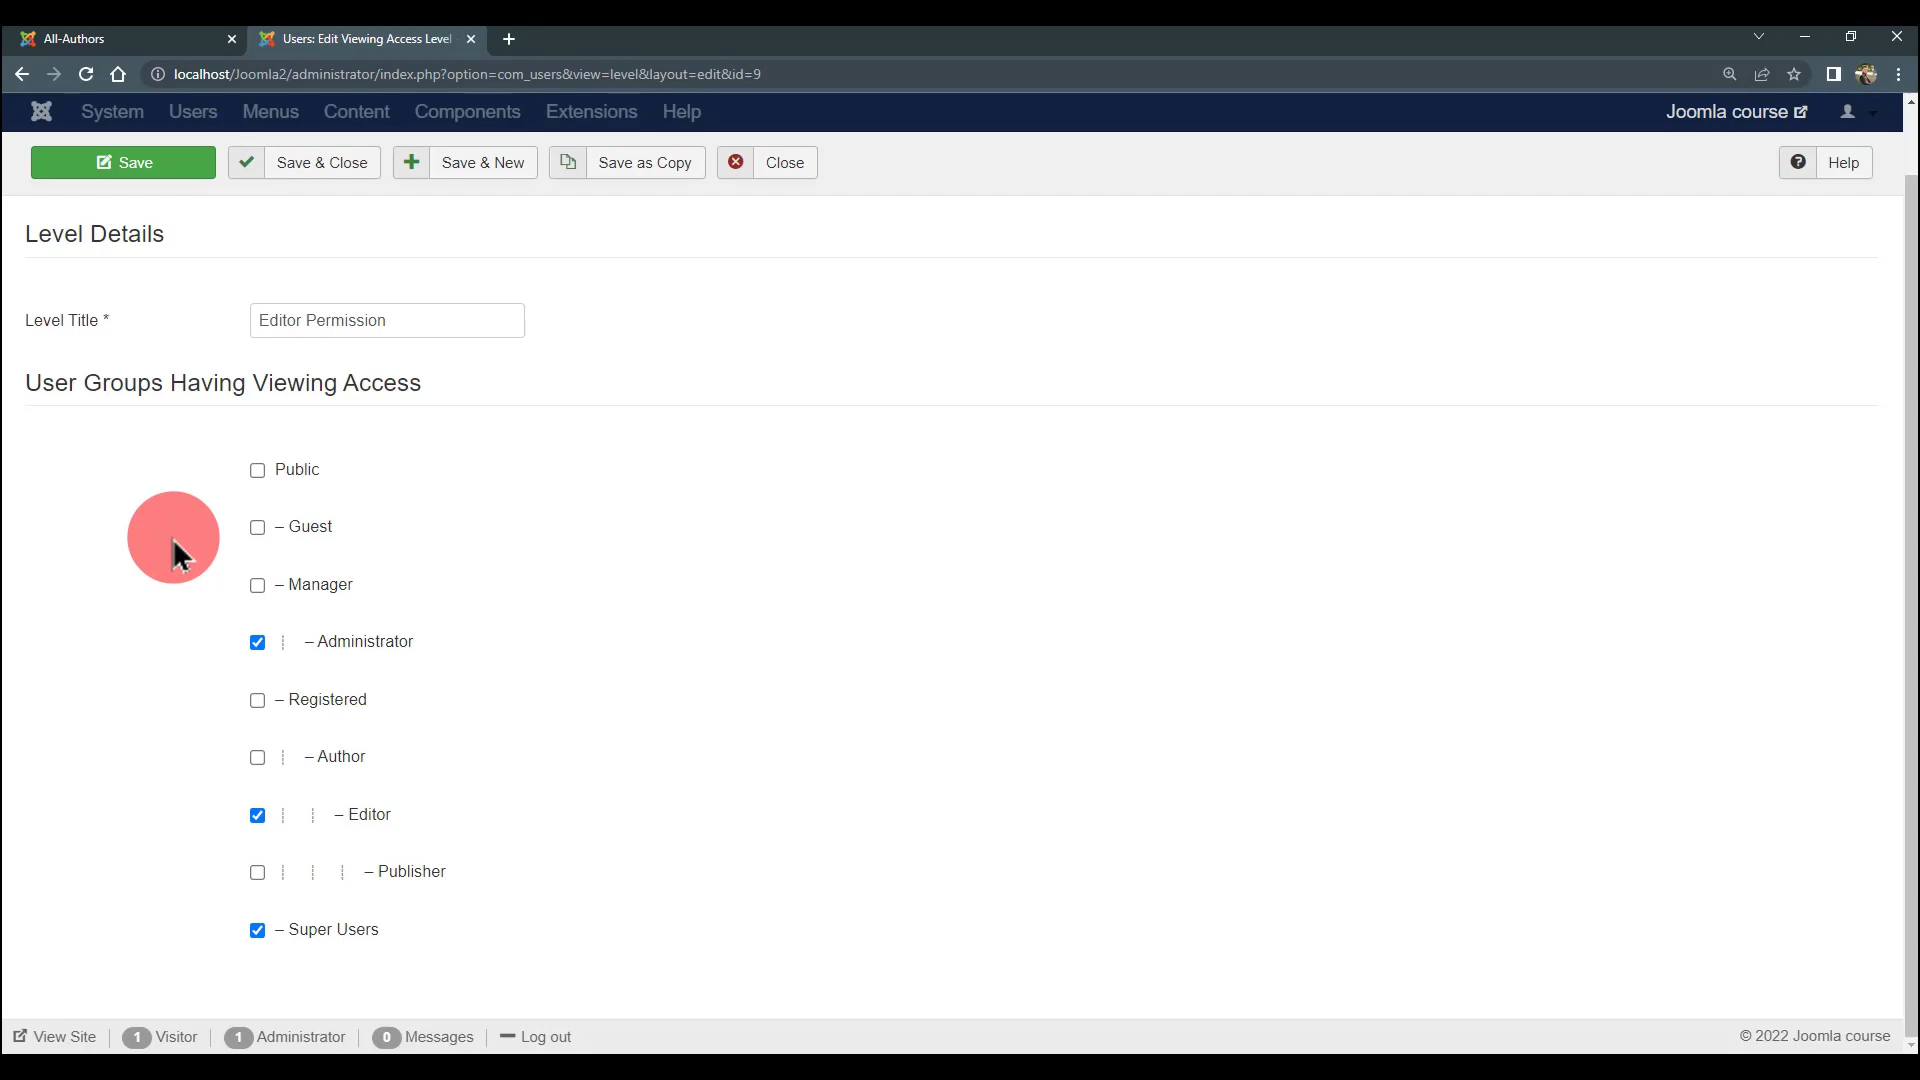 All-Authors
Users: Edit Viewing Access Level
localhost/Joomla2/administrator/index.php?option=com_users&view=level&layout=edit&id=9
System Users Menus Content Components Extensions Help Joomla course
Save Save & Close Save & New Save as Copy Close Help
Level Details
Level Title * Editor Permission
User Groups Having Viewing Access
Public
– Guest
– Manager
– Administrator
– Registered
– Author
– Editor
– Publisher
– Super Users
View Site 1 Visitor 1 Administrator 0 Messages Log out © 2022 Joomla course